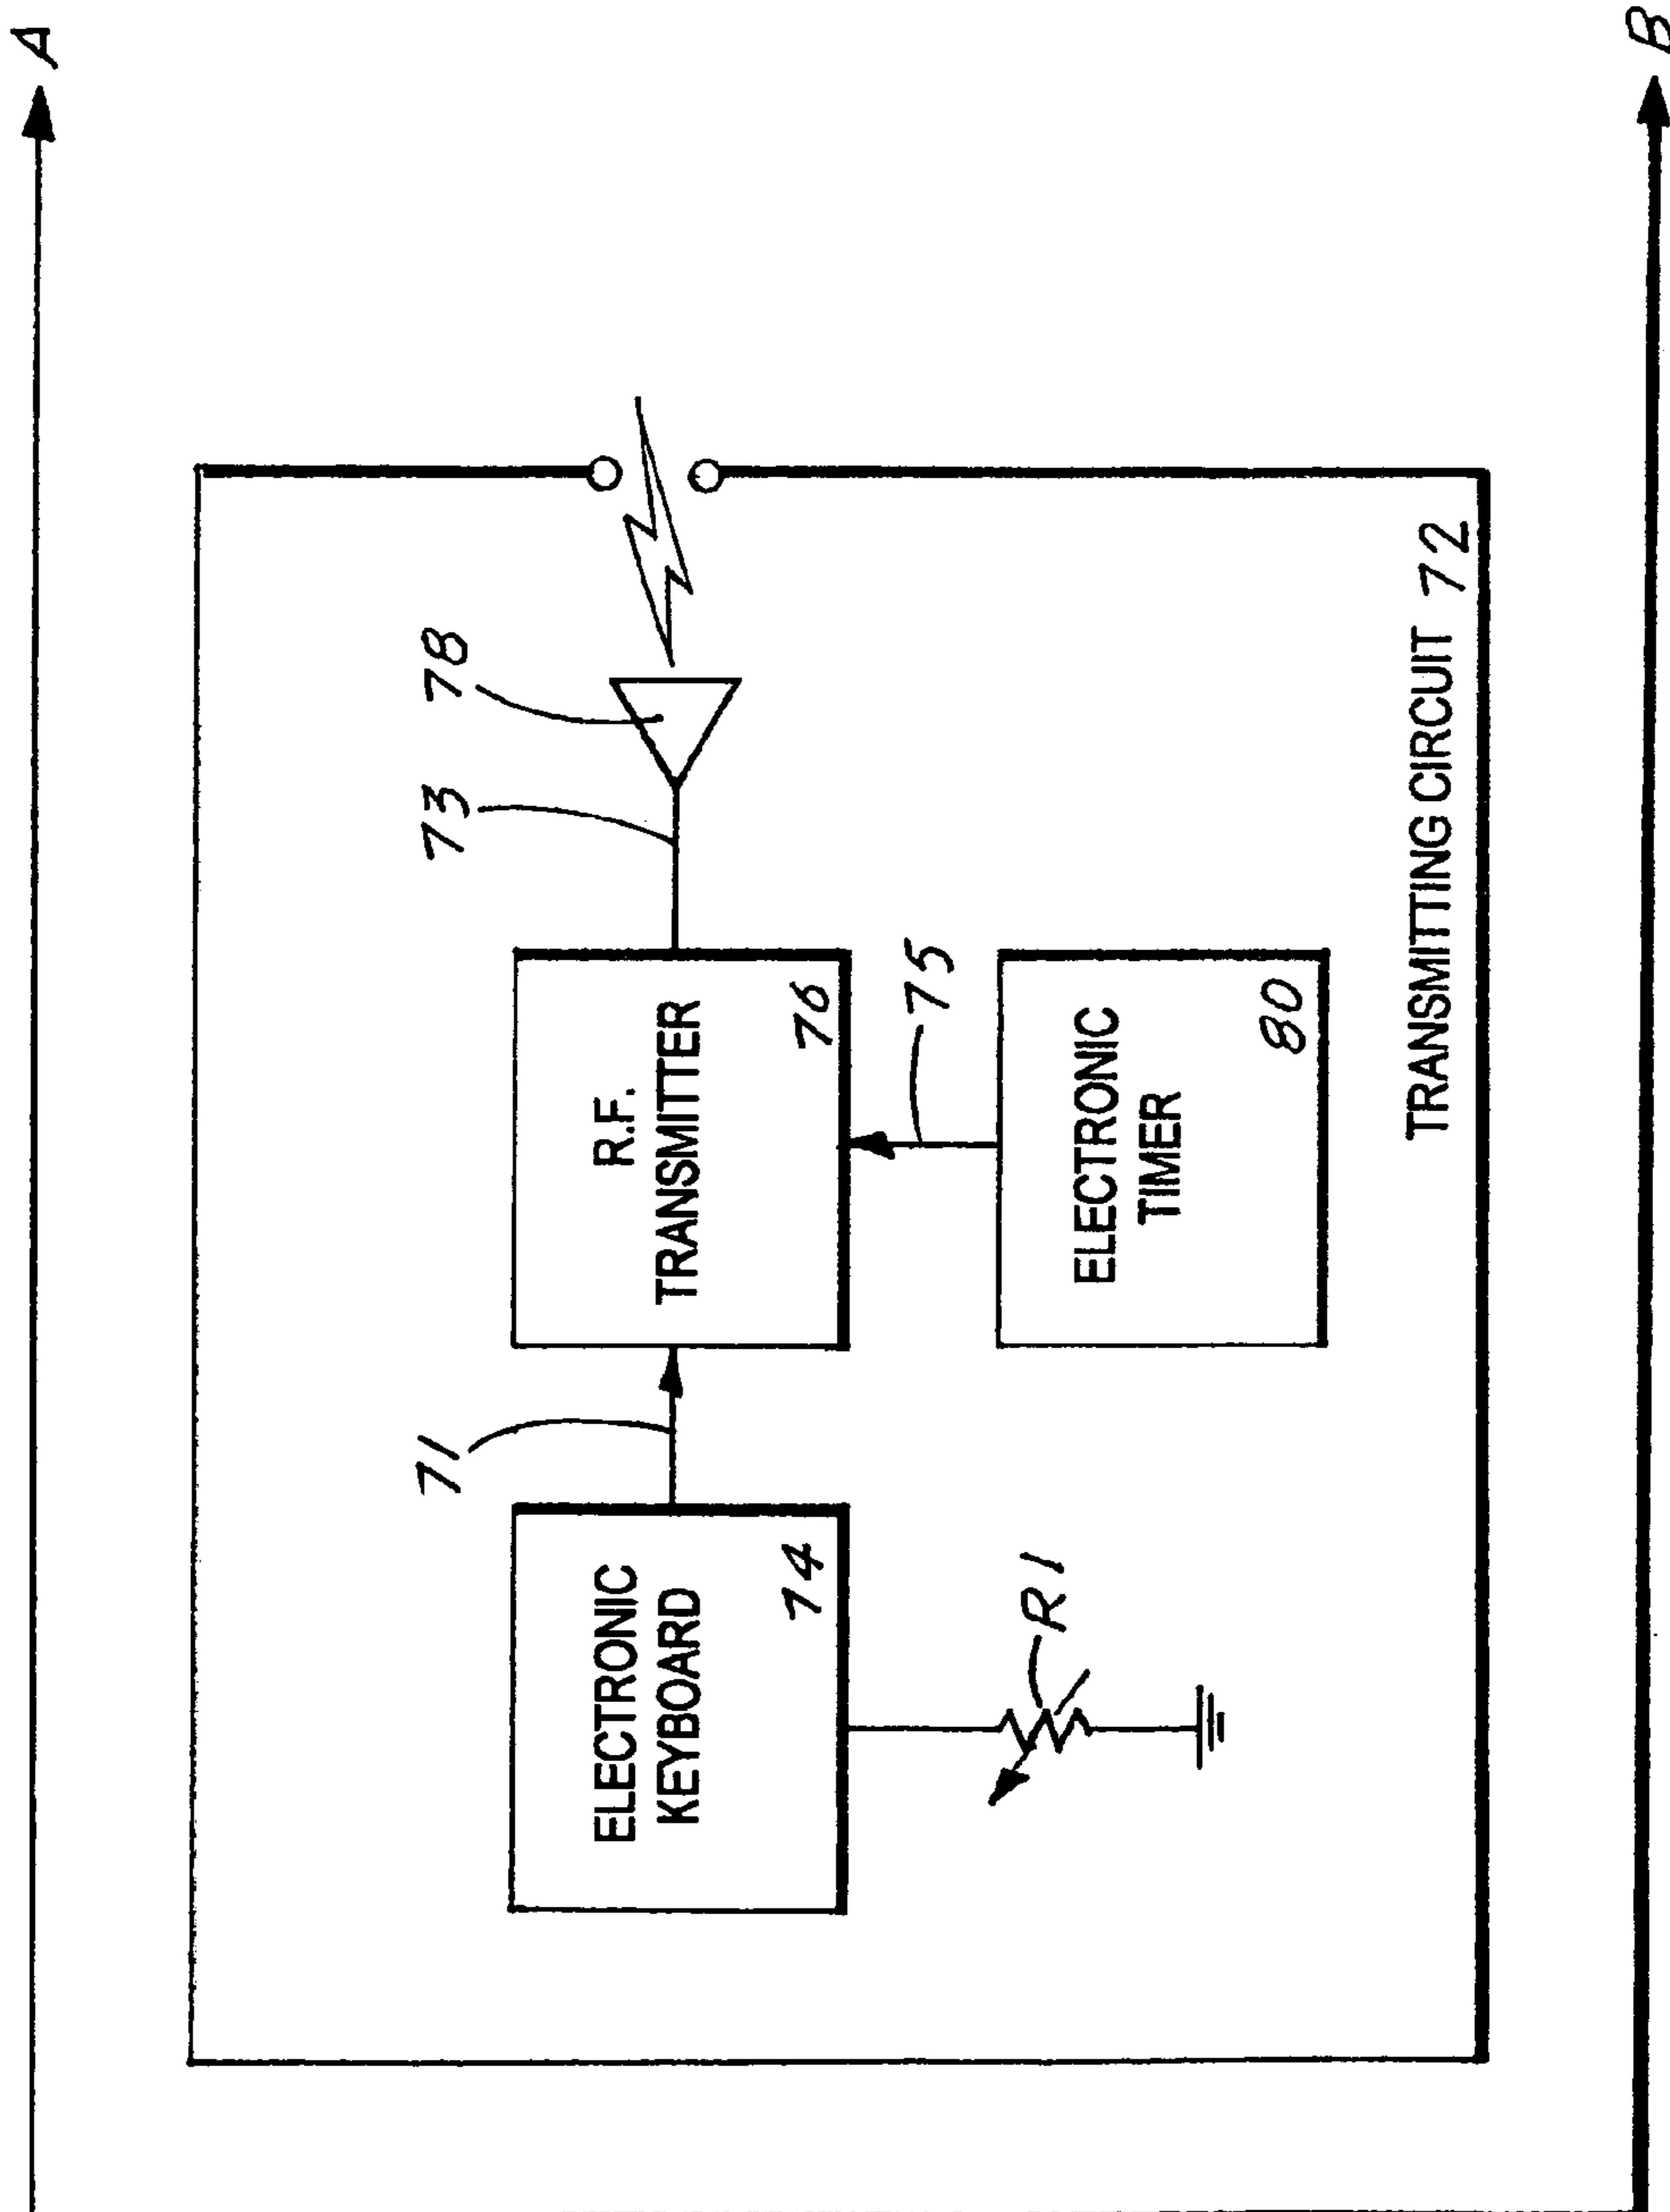 A
78
73
ELECTRONIC
KEYBOARD
74
71
R.F.
TRANSMITTER
76
75
R1
ELECTRONIC
TIMER
80
TRANSMITTING CIRCUIT 72
B